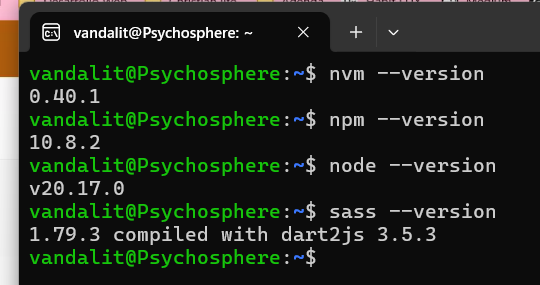 vandalit@Psychosphere: ~
vandalit@Psychosphere:~$ nvm --version
0.40.1
vandalit@Psychosphere:~$ npm --version
10.8.2
vandalit@Psychosphere:~$ node --version
v20.17.0
vandalit@Psychosphere:~$ sass --version
1.79.3 compiled with dart2js 3.5.3
vandalit@Psychosphere:~$